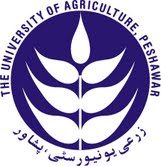 THE UNIVERSITY OF AGRICULTURE, PESHAWAR
زرعی یونیورسٹی، پشاور